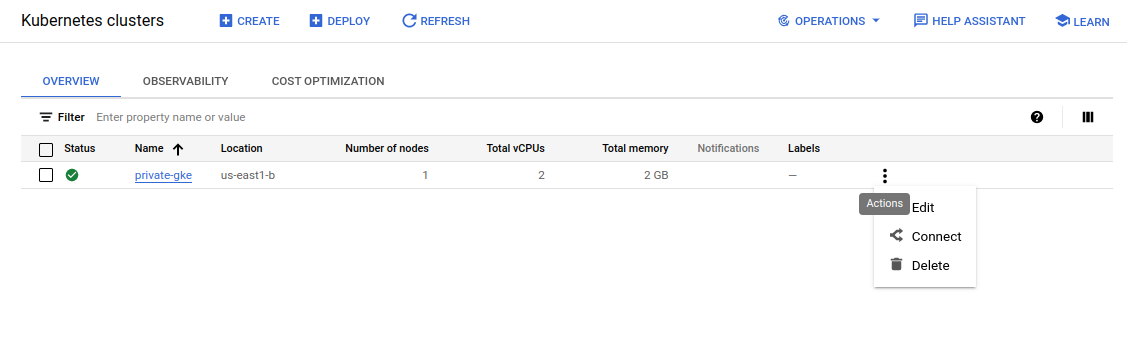 Kubernetes clusters CREATE DEPLOY REFRESH OPERATIONS HELP ASSISTANT LEARN
OVERVIEW OBSERVABILITY COST OPTIMIZATION
Filter Enter property name or value
Status Name Location Number of nodes Total vCPUs Total memory Notifications Labels
private-gke us-east1-b 1 2 2 GB —
Actions Edit
Connect
Delete